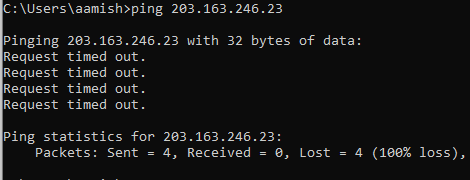 C:\Users\aamish>ping 203.163.246.23
Pinging 203.163.246.23 with 32 bytes of data:
Request timed out.
Request timed out.
Request timed out.
Request timed out.
Ping statistics for 203.163.246.23:
Packets: Sent = 4, Received = 0, Lost = 4 (100% loss),